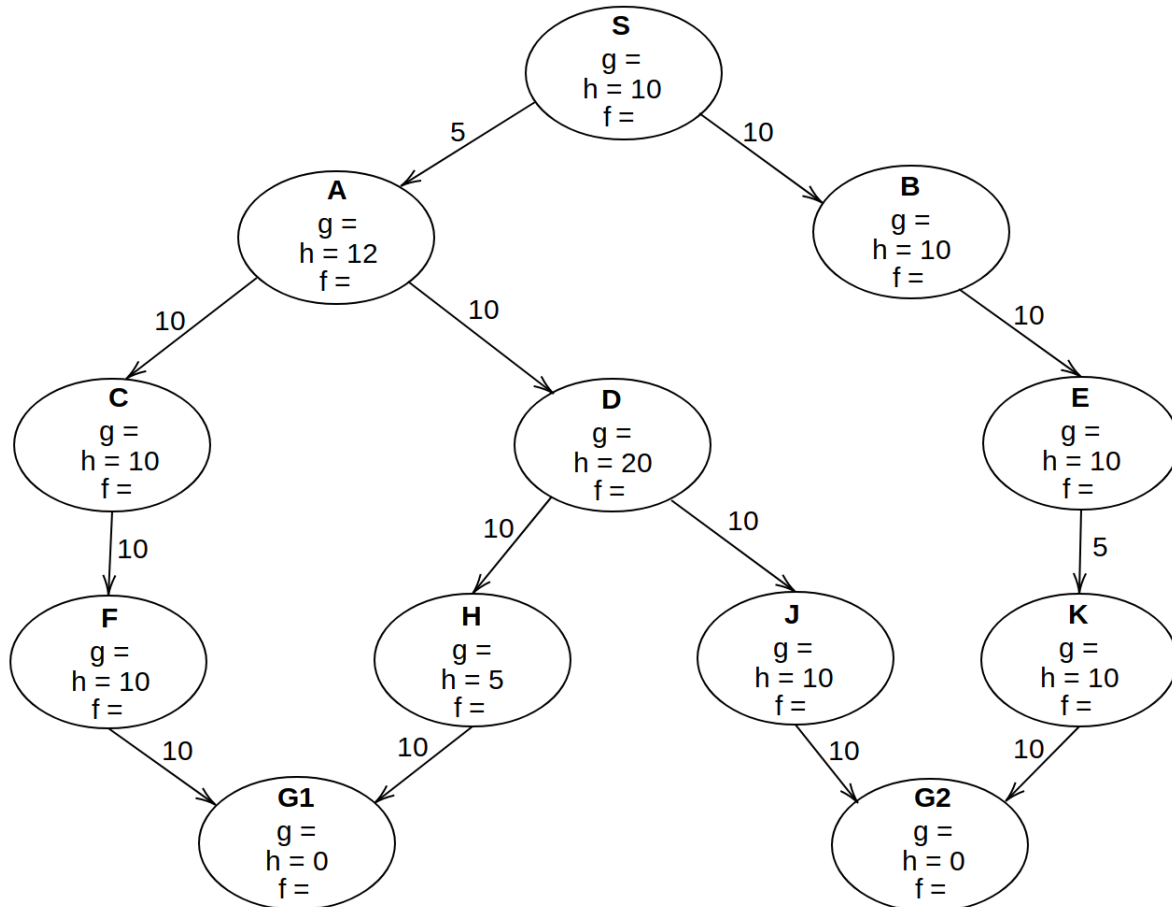 S
g =
h = 10
f =
5
10
A
g =
h = 12
f =
B
g =
h = 10
f =
10
10
10
C
g =
h = 10
f =
D
g =
h = 20
f =
E
g =
h = 10
f =
10
10
10
5
F
g =
h = 10
f =
H
g =
h = 5
f =
J
g =
h = 10
f =
K
g =
h = 10
f =
10
10
10
10
G1
g =
h = 0
f =
G2
g =
h = 0
f =